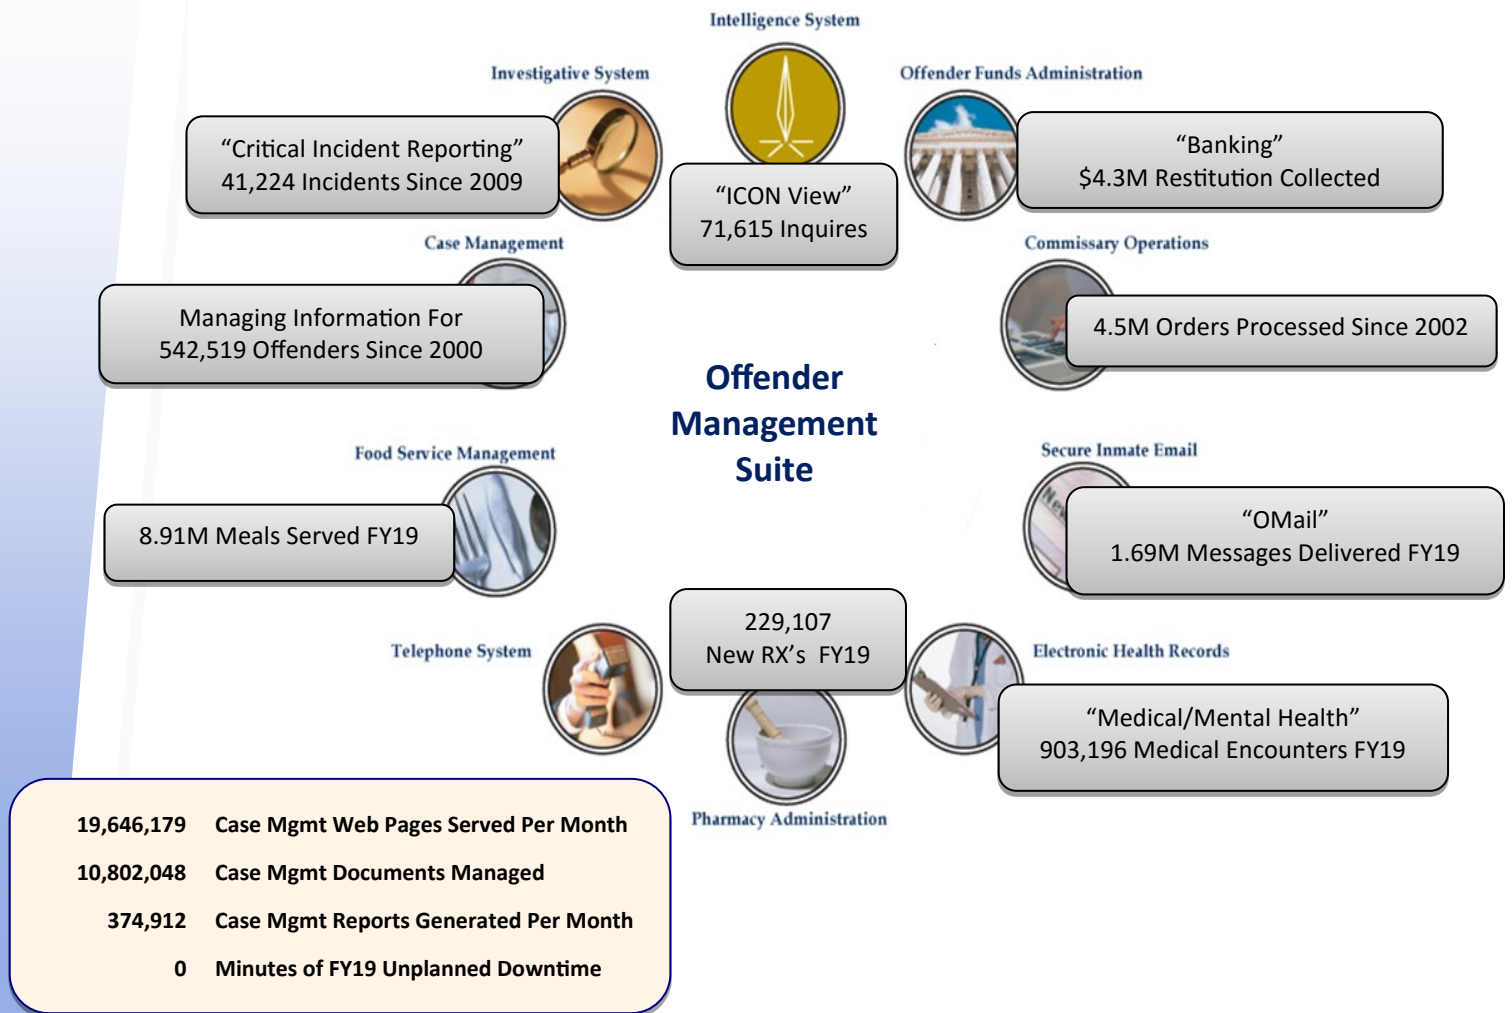 Intelligence System
Investigative System
Offender Funds Administration
“Critical Incident Reporting”
41,224 Incidents Since 2009
“ICON View”
71,615 Inquires
“Banking”
$4.3M Restitution Collected
Case Management
Commissary Operations
Managing Information For
542,519 Offenders Since 2000
4.5M Orders Processed Since 2002
Offender
Management
Suite
Food Service Management
Secure Inmate Email
8.91M Meals Served FY19
New
“OMail”
1.69M Messages Delivered FY19
229,107
New RX’s FY19
Telephone System
Electronic Health Records
“Medical/Mental Health”
903,196 Medical Encounters FY19
Pharmacy Administration
19,646,179 Case Mgmt Web Pages Served Per Month
10,802,048 Case Mgmt Documents Managed
374,912 Case Mgmt Reports Generated Per Month
0 Minutes of FY19 Unplanned Downtime